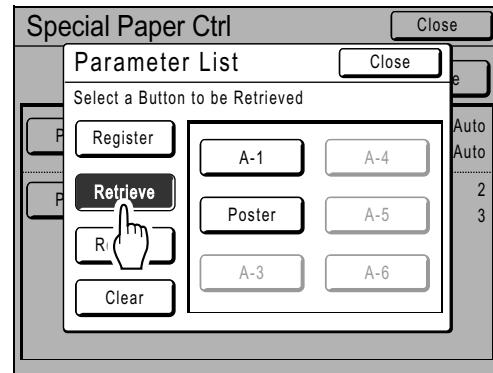 Special Paper Ctrl
Close
Parameter List
Close
Select a Button to be Retrieved
Register
Retrieve
Clear
A-1
A-4
Poster
A-5
A-3
A-6
Auto
Auto
2
3